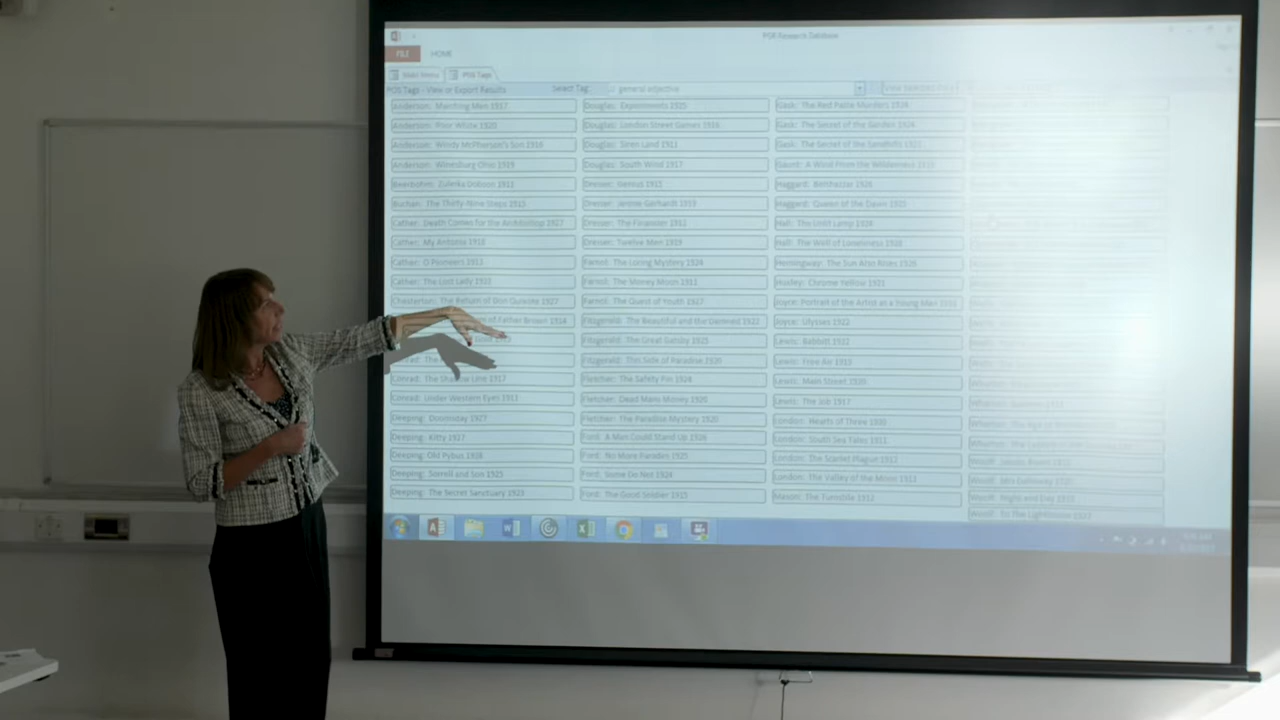 FILE HOME
POS Tags
POS Tags - View or Export Results Select Tag: general adjective
Anderson: Marching Men 1917
Anderson: Poor White 1920
Anderson: Windy McPherson's Son 1916
Anderson: Winesburg Ohio 1919
Beerbohm: Zuleika Dobson 1911
Buchan: The Thirty-Nine Steps 1915
Cather: Death Comes for the Archbishop 1927
Cather: My Antonia 1918
Cather: O Pioneers 1913
Cather: The Lost Lady 1923
Chesterton: The Return of Don Quixote 1927
of Father Brown 1914
Conrad: The Shadow Line 1917
Conrad: Under Western Eyes 1911
Deeping: Doomsday 1927
Deeping: Kitty 1927
Deeping: Old Pybus 1928
Deeping: Sorrell and Son 1925
Deeping: The Secret Sanctuary 1923
Douglas: Experiments 1925
Douglas: London Street Games 1916
Douglas: Siren Land 1911
Douglas: South Wind 1917
Dreiser: Genius 1915
Dreiser: Jennie Gerhardt 1911
Dreiser: The Financier 1912
Dreiser: Twelve Men 1919
Farnol: The Loring Mystery 1924
Farnol: The Money Moon 1911
Farnol: The Quest of Youth 1927
Fitzgerald: The Beautiful and the Damned 1922
Fitzgerald: The Great Gatsby 1925
Fitzgerald: This Side of Paradise 1920
Fletcher: The Safety Pin 1924
Fletcher: Dead Mans Money 1920
Fletcher: The Paradise Mystery 1920
Ford: A Man Could Stand Up 1926
Ford: No More Parades 1925
Ford: Some Do Not 1924
Ford: The Good Soldier 1915
Gask: The Red Paste Murders 1924
Gask: The Secret of the Garden 1924
Gask: The Secret of the Sandhills 1921
Gaunt: A Wind From the Wilderness 1919
Haggard: Belshazzar
Haggard: Queen of the Dawn 1925
Hall: The Unlit Lamp 1924
Hall: The Well of Loneliness 1928
Hemingway: The Sun Also Rises 1926
Huxley: Chrome Yellow 1921
Joyce: Portrait of the Artist as a Young Man 1916
Joyce: Ulysses 1922
Lewis: Babbitt 1922
Lewis: Free Air 1919
Lewis: Main Street 1920
Lewis: The Job 1917
London: Hearts of Three 1920
London: South Sea Tales 1911
London: The Scarlet Plague 1912
London: The Valley of the Moon 1913
Mason: The Turnstile 1912
Woolf: Mrs Dalloway 1925
Woolf: Night and Day 1919
Woolf: To The Lighthouse 1927